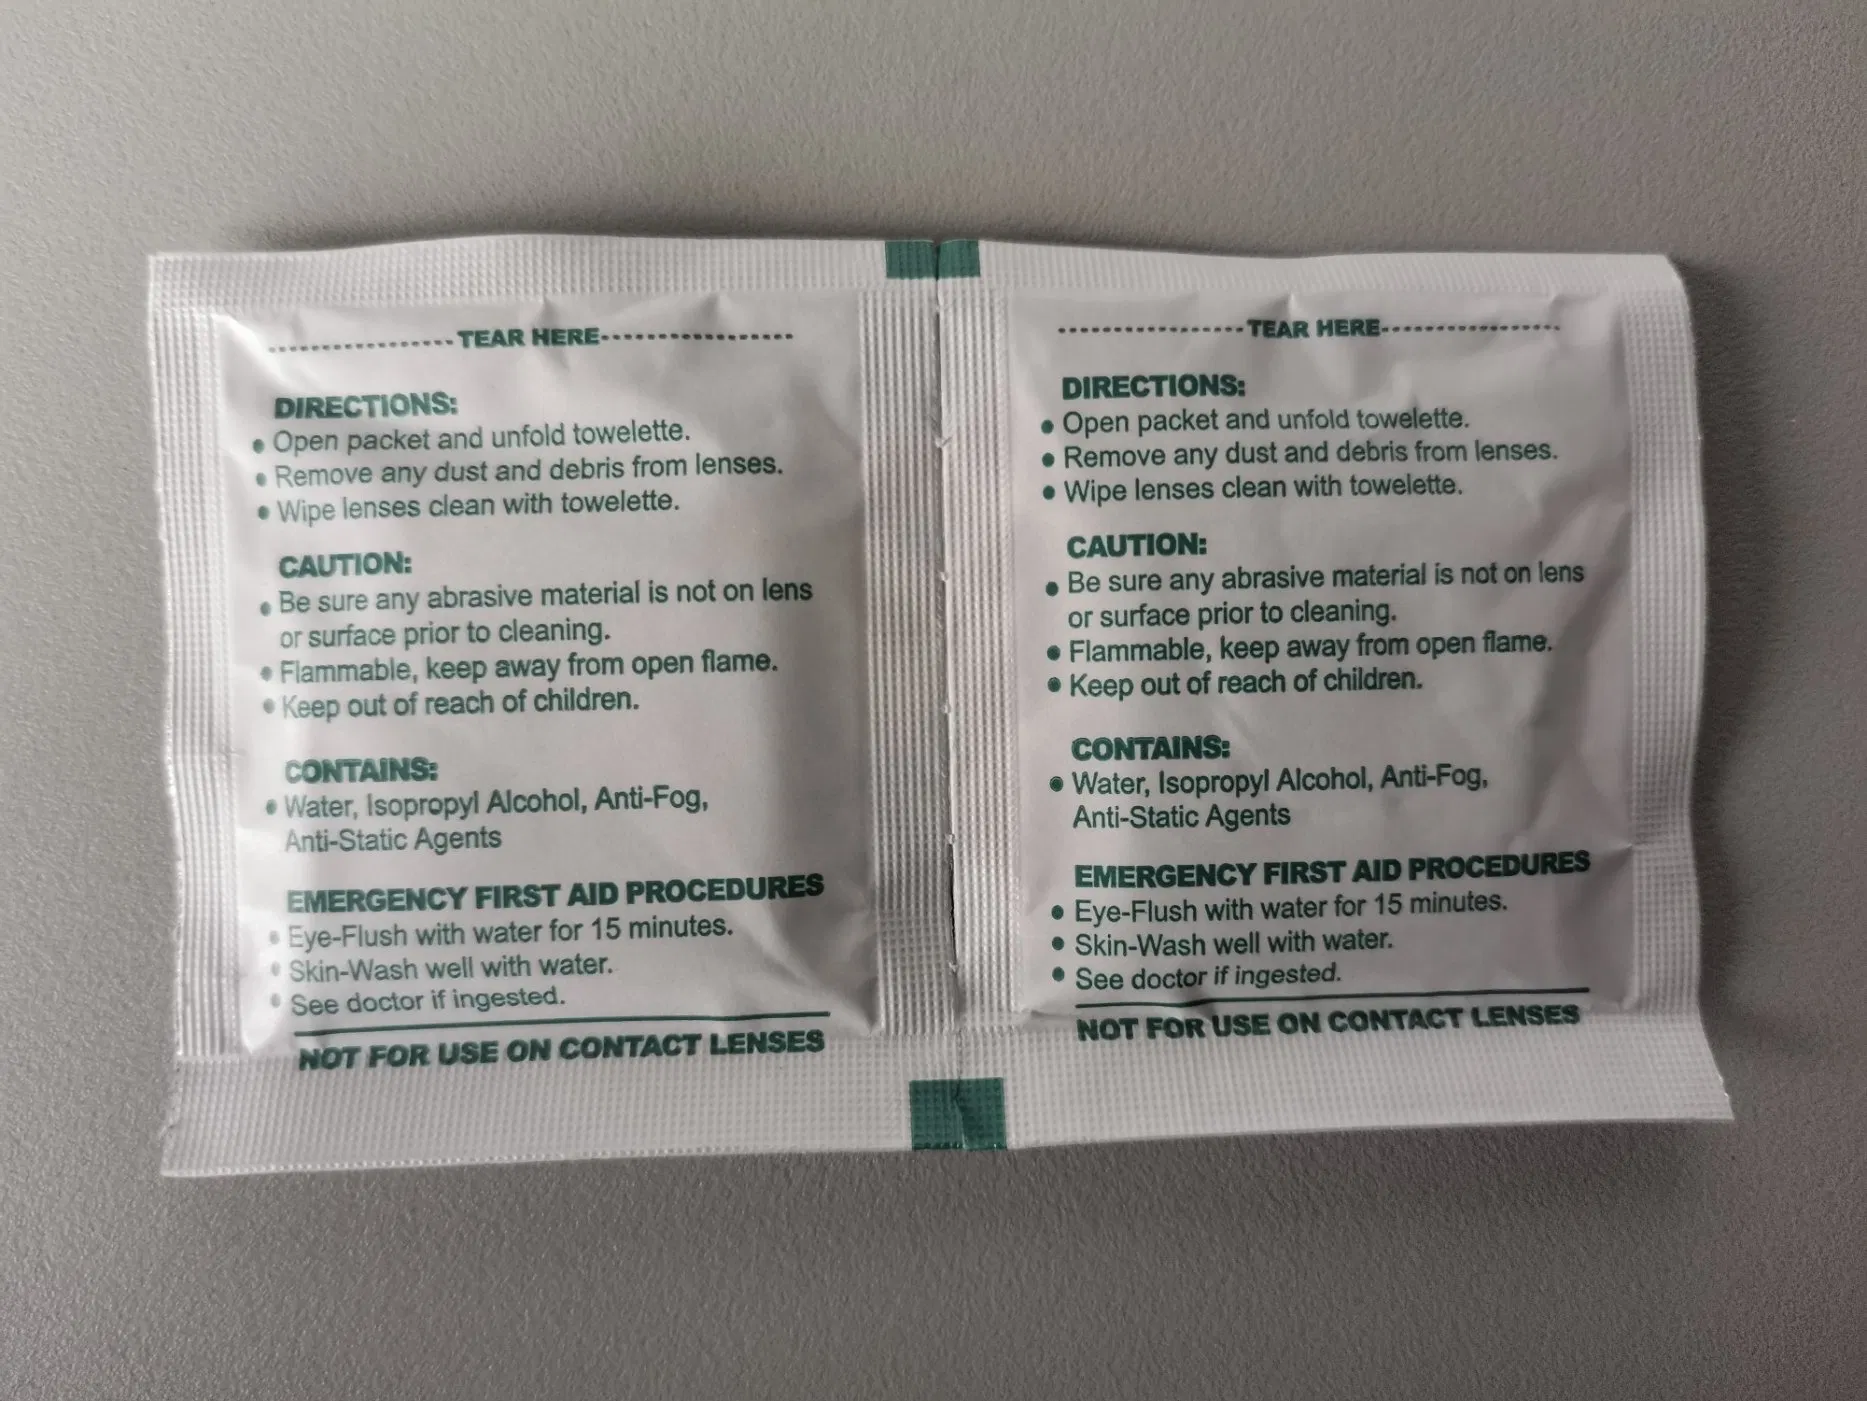 TEAR HERE
DIRECTIONS:
• Open packet and unfold towelette.
• Remove any dust and debris from lenses.
• Wipe lenses clean with towelette.
CAUTION:
• Be sure any abrasive material is not on lens
or surface prior to cleaning.
• Flammable, keep away from open flame.
• Keep out of reach of children.
CONTAINS:
• Water, Isopropyl Alcohol, Anti-Fog,
Anti-Static Agents
EMERGENCY FIRST AID PROCEDURES
• Eye-Flush with water for 15 minutes.
• Skin-Wash well with water.
• See doctor if ingested.
NOT FOR USE ON CONTACT LENSES
TEAR HERE
DIRECTIONS:
• Open packet and unfold towelette.
• Remove any dust and debris from lenses.
• Wipe lenses clean with towelette.
CAUTION:
• Be sure any abrasive material is not on lens
or surface prior to cleaning.
• Flammable, keep away from open flame.
• Keep out of reach of children.
CONTAINS:
• Water, Isopropyl Alcohol, Anti-Fog,
Anti-Static Agents
EMERGENCY FIRST AID PROCEDURES
• Eye-Flush with water for 15 minutes.
• Skin-Wash well with water.
• See doctor if ingested.
NOT FOR USE ON CONTACT LENSES